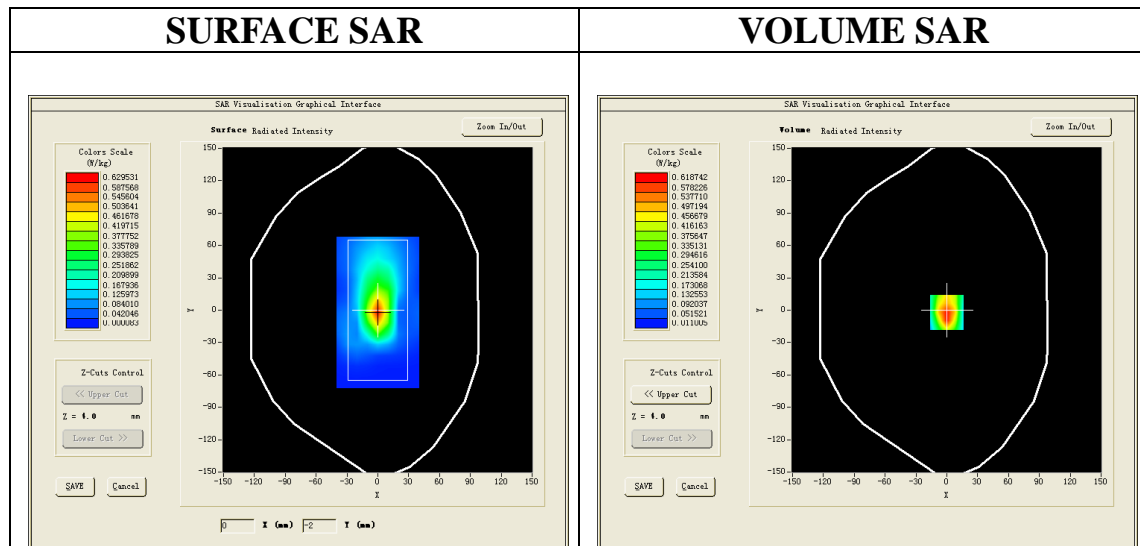 SURFACE SAR
VOLUME SAR
SAR Visualisation Graphical Interface
Surface Radiated Intensity
Zoom In/Out
Colors Scale
(W/kg)
0.629531
0.587568
0.545604
0.503641
0.461678
0.419715
0.377752
0.335789
0.293825
0.251862
0.209899
0.167936
0.125973
0.084010
0.042046
0.000083
150
120
90
60
30
0
-30
-60
-90
-120
-150
Y
-150 -120 -90 -60 -30 0 30 60 90 120 150
X
Z-Cuts Control
<< Upper Cut
Z = 4.0 mm
Lower Cut >>
SAVE
Cancel
0 X (mm) -2 Y (mm)
SAR Visualisation Graphical Interface
Volume Radiated Intensity
Zoom In/Out
Colors Scale
(W/kg)
0.618742
0.578226
0.537710
0.497194
0.456679
0.416163
0.375647
0.335131
0.294616
0.254100
0.213584
0.173068
0.132553
0.092037
0.051521
0.011005
150
120
90
60
30
0
-30
-60
-90
-120
-150
Y
-150 -120 -90 -60 -30 0 30 60 90 120 150
X
Z-Cuts Control
<< Upper Cut
Z = 4.0 mm
Lower Cut >>
SAVE
Cancel